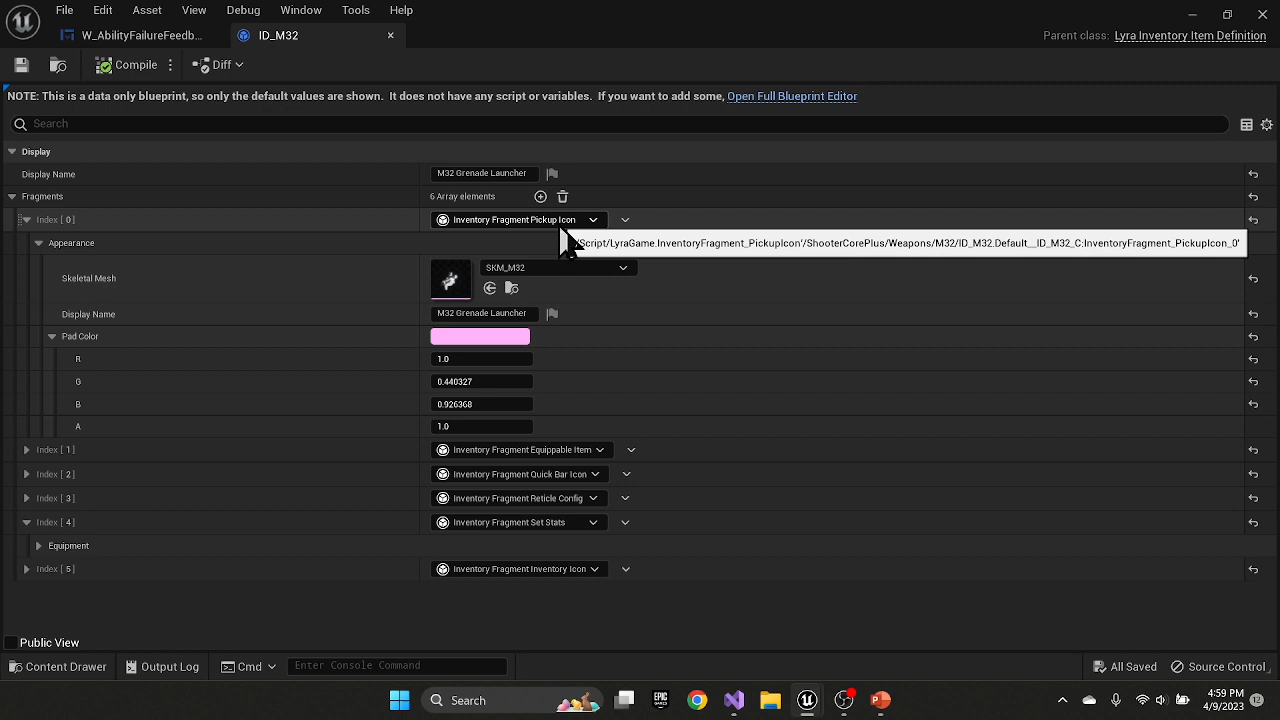 File Edit Asset View Debug Window Tools Help
W_AbilityFailureFeedb... ID_M32 Parent class: Lyra Inventory Item Definition
Compile Diff
NOTE: This is a data only blueprint, so only the default values are shown. It does not have any script or variables. If you want to add some, Open Full Blueprint Editor
Search
Display
Display Name M32 Grenade Launcher
Fragments 6 Array elements
Index [ 0 ] Inventory Fragment Pickup Icon
Appearance Script/LyraGame.InventoryFragment_PickupIcon'/ShooterCorePlus/Weapons/M32/ID_M32.Default__ID_M32_C:InventoryFragment_PickupIcon_0'
Skeletal Mesh SKM_M32
Display Name M32 Grenade Launcher
Pad Color
R 1.0
G 0.440327
B 0.926368
A 1.0
Index [ 1 ] Inventory Fragment Equippable Item
Index [ 2 ] Inventory Fragment Quick Bar Icon
Index [ 3 ] Inventory Fragment Reticle Config
Index [ 4 ] Inventory Fragment Set Stats
Equipment
Index [ 5 ] Inventory Fragment Inventory Icon
Public View
Content Drawer Output Log Cmd Enter Console Command All Saved Source Control
Search EPIC GAMES 4:59 PM
4/9/2023 12